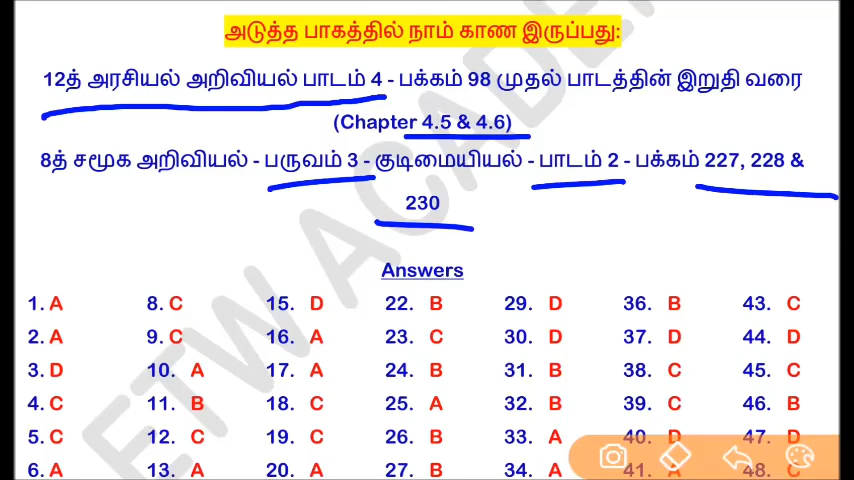 அடுத்த பாகத்தில் நாம் காண இருப்பது:
12த் அரசியல் அறிவியல் பாடம் 4 - பக்கம் 98 முதல் பாடத்தின் இறுதி வரை
(Chapter 4.5 & 4.6)
8த் சமூக அறிவியல் - பருவம் 3 - குடிமையியல் - பாடம் 2 - பக்கம் 227, 228 &
230
Answers
1. A 8. C 15. D 22. B 29. D 36. B 43. C
2. A 9. C 16. A 23. C 30. D 37. D 44. D
3. D 10. A 17. A 24. B 31. B 38. C 45. C
4. C 11. B 18. C 25. A 32. B 39. C 46. B
5. C 12. C 19. C 26. B 33. A 40. D 47. D
6. A 13. A 20. A 27. B 34. A 41. A 48. C
ETW ACADEM